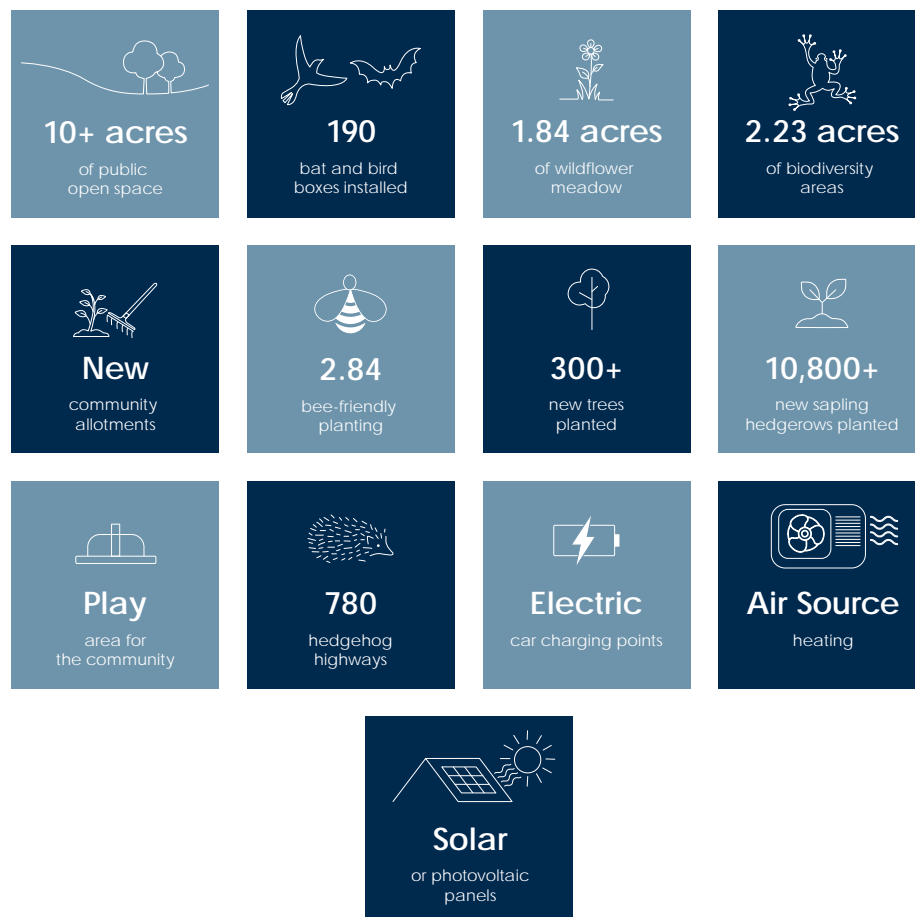 10+ acres
of public
open space
190
bat and bird
boxes installed
1.84 acres
of wildflower
meadow
2.23 acres
of biodiversity
areas
New
community
allotments
2.84
bee-friendly
planting
300+
new trees
planted
10,800+
new sapling
hedgerows planted
Play
area for
the community
780
hedgehog
highways
Electric
car charging points
Air Source
heating
Solar
or photovoltaic
panels